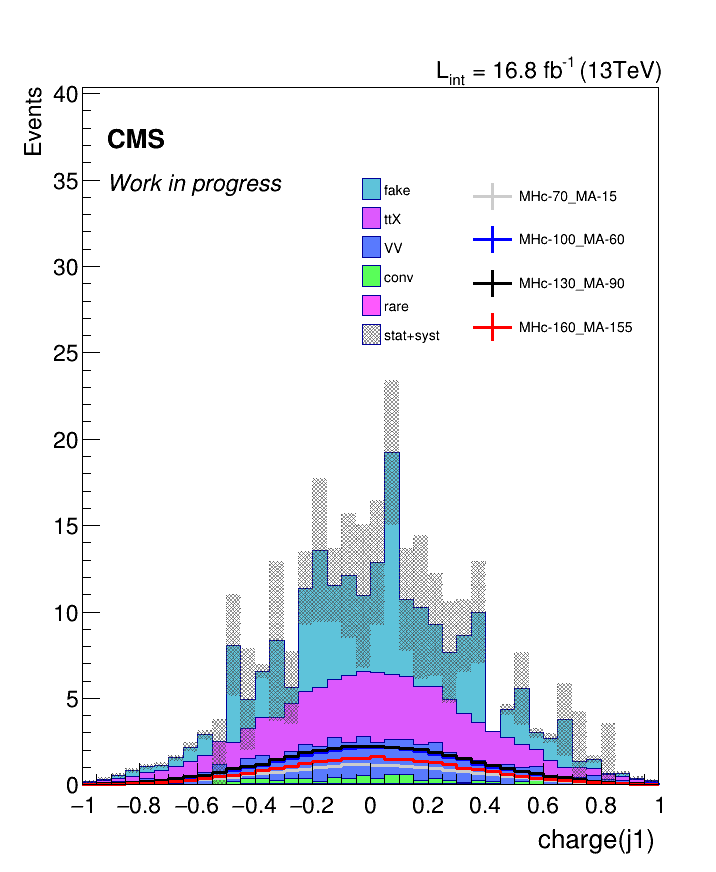 L_int = 16.8 fb^-1 (13TeV)
Events
CMS
Work in progress
fake
ttX
VV
conv
rare
stat+syst
MHc-70_MA-15
MHc-100_MA-60
MHc-130_MA-90
MHc-160_MA-155
40
35
30
25
20
15
10
5
0
−1 −0.8 −0.6 −0.4 −0.2 0 0.2 0.4 0.6 0.8 1
charge(j1)